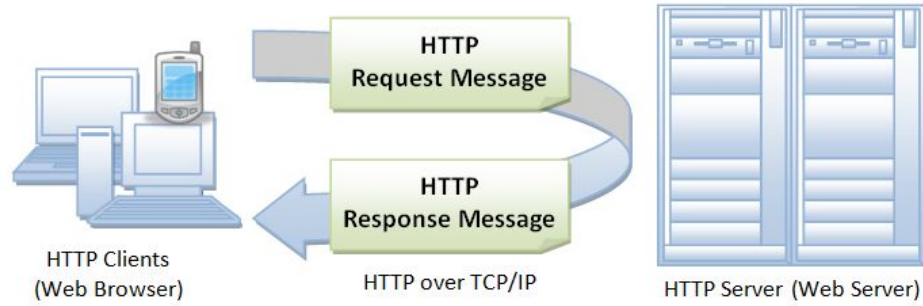 HTTP
Request Message
HTTP
Response Message
HTTP Clients
(Web Browser)
HTTP over TCP/IP
HTTP Server (Web Server)